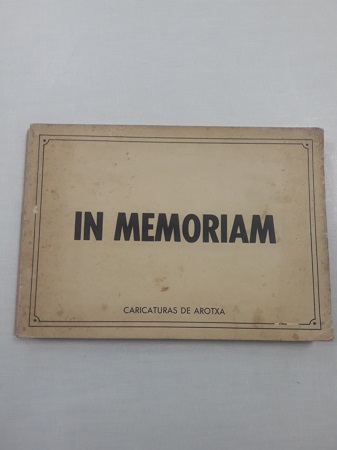 IN MEMORIAM
CARICATURAS DE AROTXA